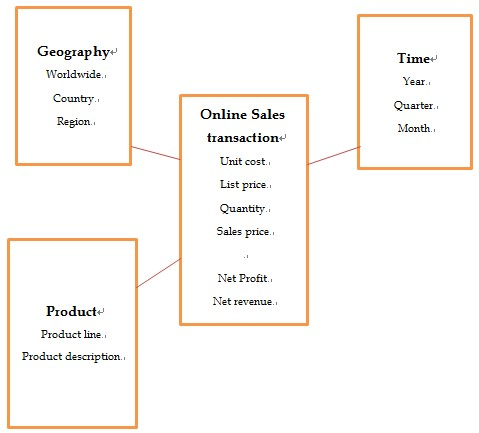 Geography
Worldwide
Country
Region
Time
Year
Quarter
Month
Online Sales
transaction
Unit cost
List price
Quantity
Sales price
Net Profit
Net revenue
Product
Product line
Product description